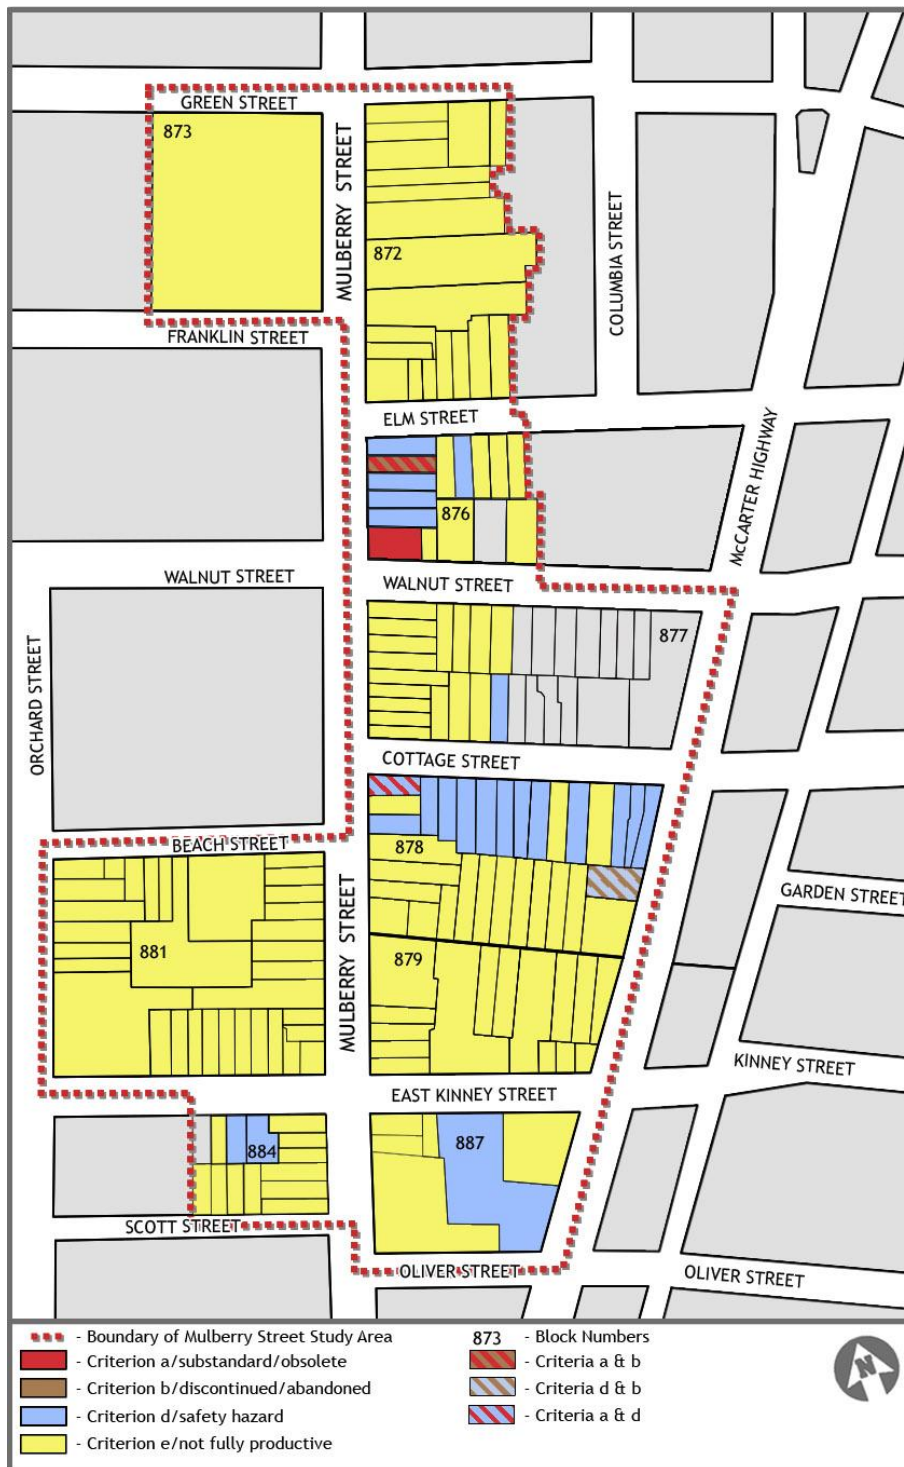 GREEN STREET
873
MULBERRY STREET
872
COLUMBIA STREET
FRANKLIN STREET
ELM STREET
McCARTER HIGHWAY
876
WALNUT STREET
WALNUT STREET
877
ORCHARD STREET
COTTAGE STREET
BEACH STREET
878
GARDEN STREET
MULBERRY STREET
881
879
KINNEY STREET
EAST KINNEY STREET
884
887
SCOTT STREET
OLIVER STREET
OLIVER STREET
- Boundary of Mulberry Street Study Area
- Criterion a/substandard/obsolete
- Criterion b/discontinued/abandoned
- Criterion d/safety hazard
- Criterion e/not fully productive
873 - Block Numbers
- Criteria a & b
- Criteria d & b
- Criteria a & d
N